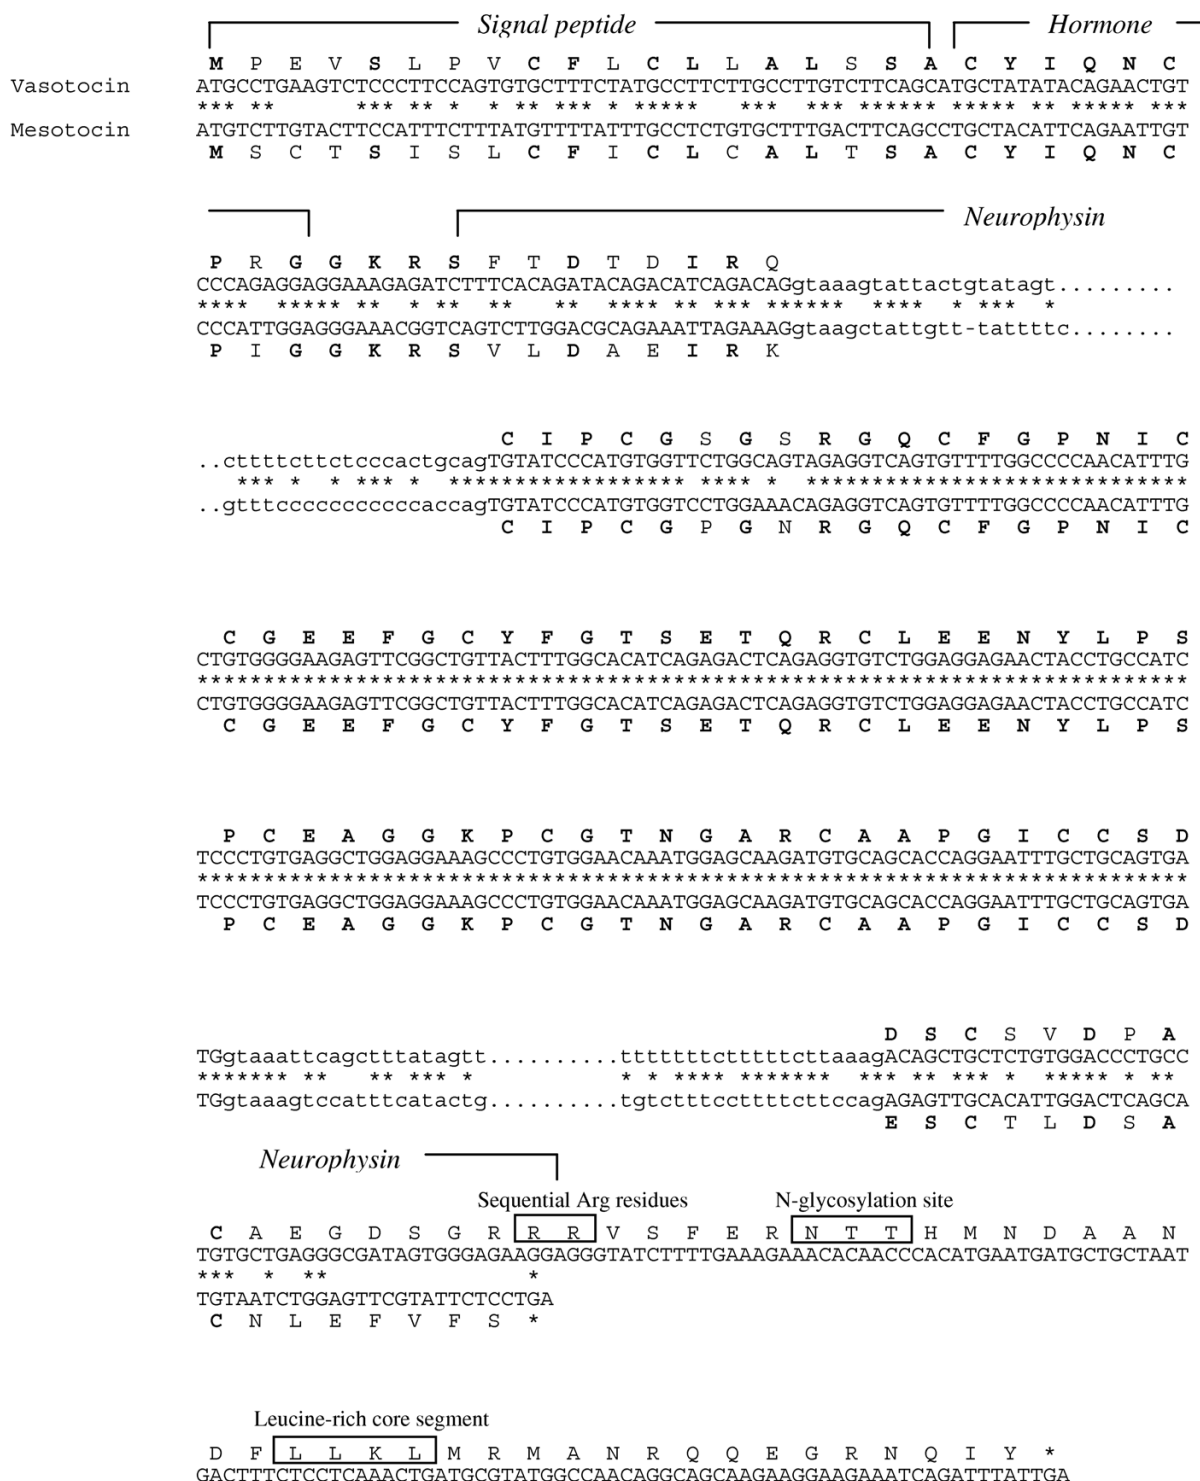 Signal peptide Hormone
M P E V S L P V C F L C L L A L S S A C Y I Q N C
Vasotocin ATGCCTGAAGTCTCCCTTCCAGTGTGCTTTCTATGCCTTCTTGCCTTGTCTTCAGCATGCTATATACAGAACTGT
*** ** *** ** * * ** *** * ***** *** *** ****** ***** ** ***** ***
Mesotocin ATGTCTTGTACTTCCATTTCTTTATGTTTTATTTGCCTCTGTGCTTTGACTTCAGCCTGCTACATTCAGAATTGT
M S C T S I S L C F I C L C A L T S A C Y I Q N C
Neurophysin
P R G G K R S F T D T D I R Q
CCCAGAGGAGGAAAGAGATCTTTCACAGATACAGACATCAGACAGgtaaagtattactgtatagt.........
**** ***** ** * ** ** ** **** ** *** ****** **** * *** *
CCCATTGGAGGGAAACGGTCAGTCTTGGACGCAGAAATTAGAAAGgtaagctattgtt-tattttc........
P I G G K R S V L D A E I R K
C I P C G S G S R G Q C F G P N I C
..cttttcttctcccactgcagTGTATCCCATGTGGTTCTGGCAGTAGAGGTCAGTGTTTTGGCCCCAACATTTG
*** * * *** * ****************** **** * *****************************
..gtttcccccccccccaccagTGTATCCCATGTGGTCCTGGAAACAGAGGTCAGTGTTTTGGCCCCAACATTTG
C I P C G P G N R G Q C F G P N I C
C G E E F G C Y F G T S E T Q R C L E E N Y L P S
CTGTGGGGAAGAGTTCGGCTGTTACTTTGGCACATCAGAGACTCAGAGGTGTCTGGAGGAGAACTACCTGCCATC
***************************************************************************
CTGTGGGGAAGAGTTCGGCTGTTACTTTGGCACATCAGAGACTCAGAGGTGTCTGGAGGAGAACTACCTGCCATC
C G E E F G C Y F G T S E T Q R C L E E N Y L P S
P C E A G G K P C G T N G A R C A A P G I C C S D
TCCCTGTGAGGCTGGAGGAAAGCCCTGTGGAACAAATGGAGCAAGATGTGCAGCACCAGGAATTTGCTGCAGTGA
***************************************************************************
TCCCTGTGAGGCTGGAGGAAAGCCCTGTGGAACAAATGGAGCAAGATGTGCAGCACCAGGAATTTGCTGCAGTGA
P C E A G G K P C G T N G A R C A A P G I C C S D
D S C S V D P A
TGgtaaattcagctttatagtt..........tttttttctttttcttaaagACAGCTGCTCTGTGGACCCTGCC
******* ** ** *** * * * **** ******* *** ** *** * ***** * **
TGgtaaagtccatttcatactg..........tgtctttccttttcttccagAGAGTTGCACATTGGACTCAGCA
E S C T L D S A
Neurophysin
Sequential Arg residues N-glycosylation site
C A E G D S G R R R V S F E R N T T H M N D A A N
TGTGCTGAGGGCGATAGTGGGAGAAGGAGGGTATCTTTTGAAAGAAACACAACCCACATGAATGATGCTGCTAAT
*** * ** *
TGTAATCTGGAGTTCGTATTCTCCTGA
C N L E F V F S *
Leucine-rich core segment
D F L L K L M R M A N R Q Q E G R N Q I Y *
GACTTTCTCCTCAAACTGATGCGTATGGCCAACAGGCAGCAAGAAGGAAGAAATCAGATTTATTGA